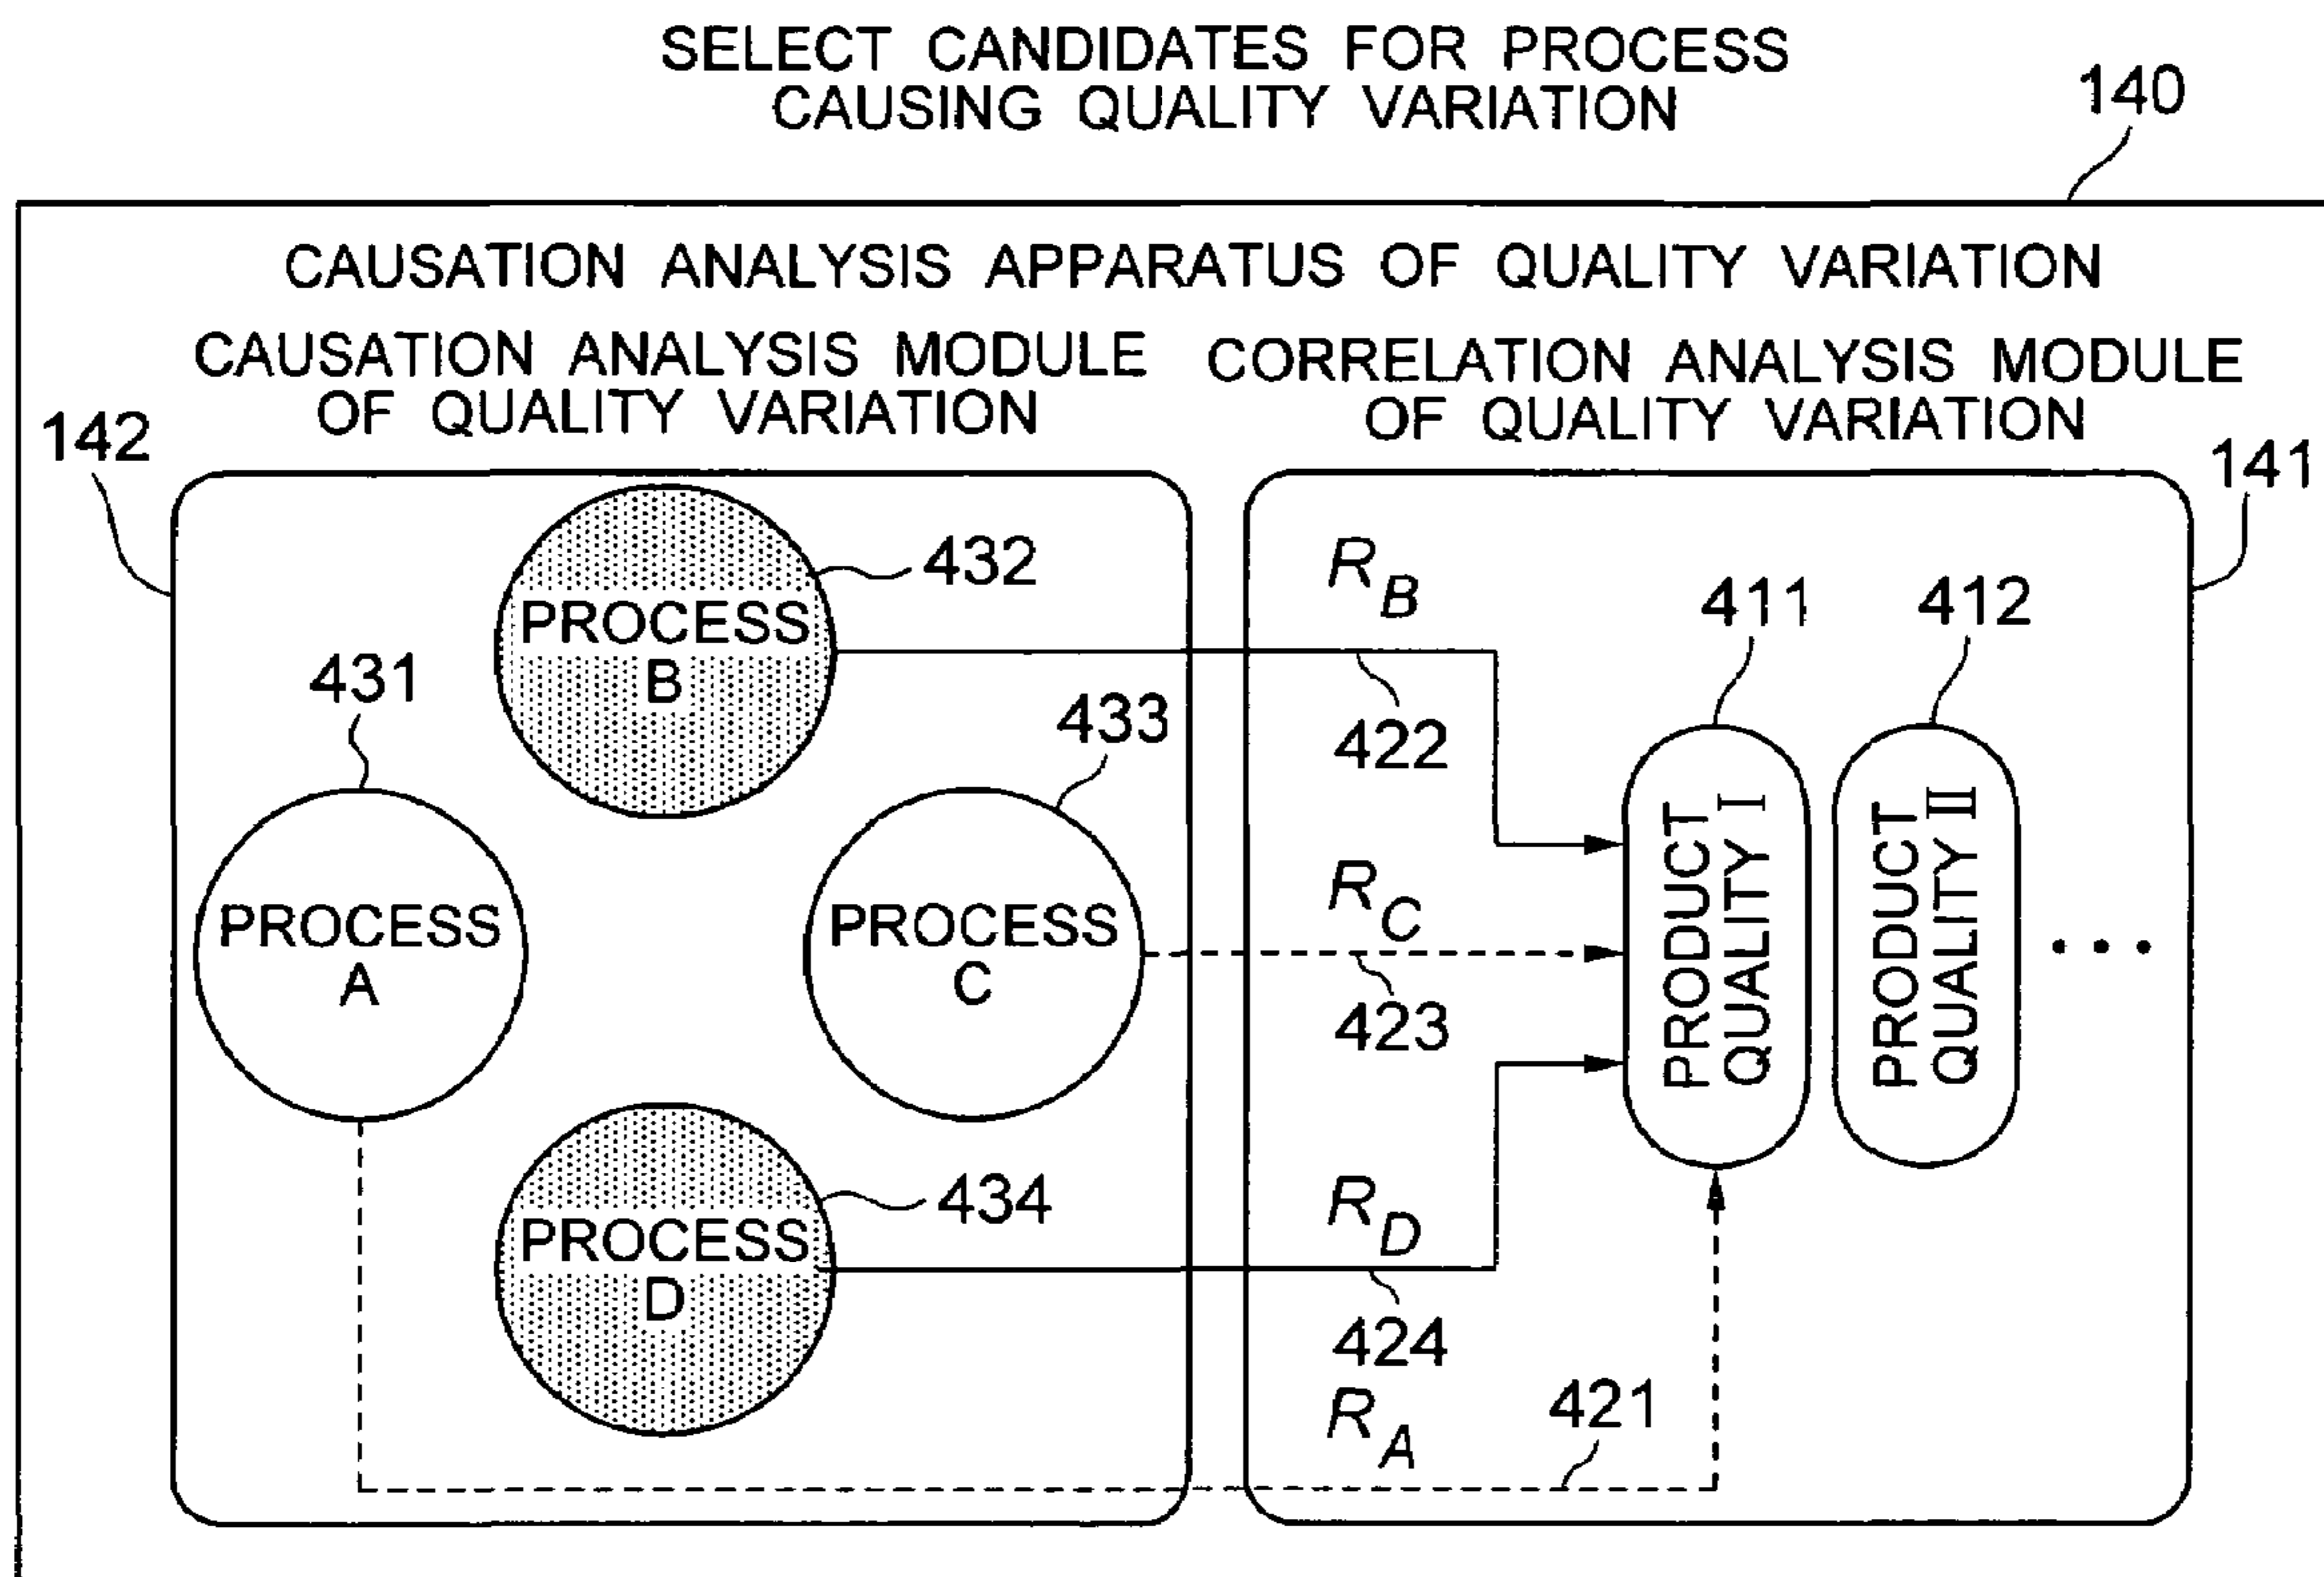 SELECT CANDIDATES FOR PROCESS
CAUSING QUALITY VARIATION
140
CAUSATION ANALYSIS APPARATUS OF QUALITY VARIATION
CAUSATION ANALYSIS MODULE
OF QUALITY VARIATION
142
CORRELATION ANALYSIS MODULE
OF QUALITY VARIATION
141
PROCESS
B
432
431
PROCESS
A
433
PROCESS
C
PROCESS
D
434
R_B
422
R_C
423
R_D
424
R_A
421
411
PRODUCT
QUALITY I
412
PRODUCT
QUALITY II
• • •